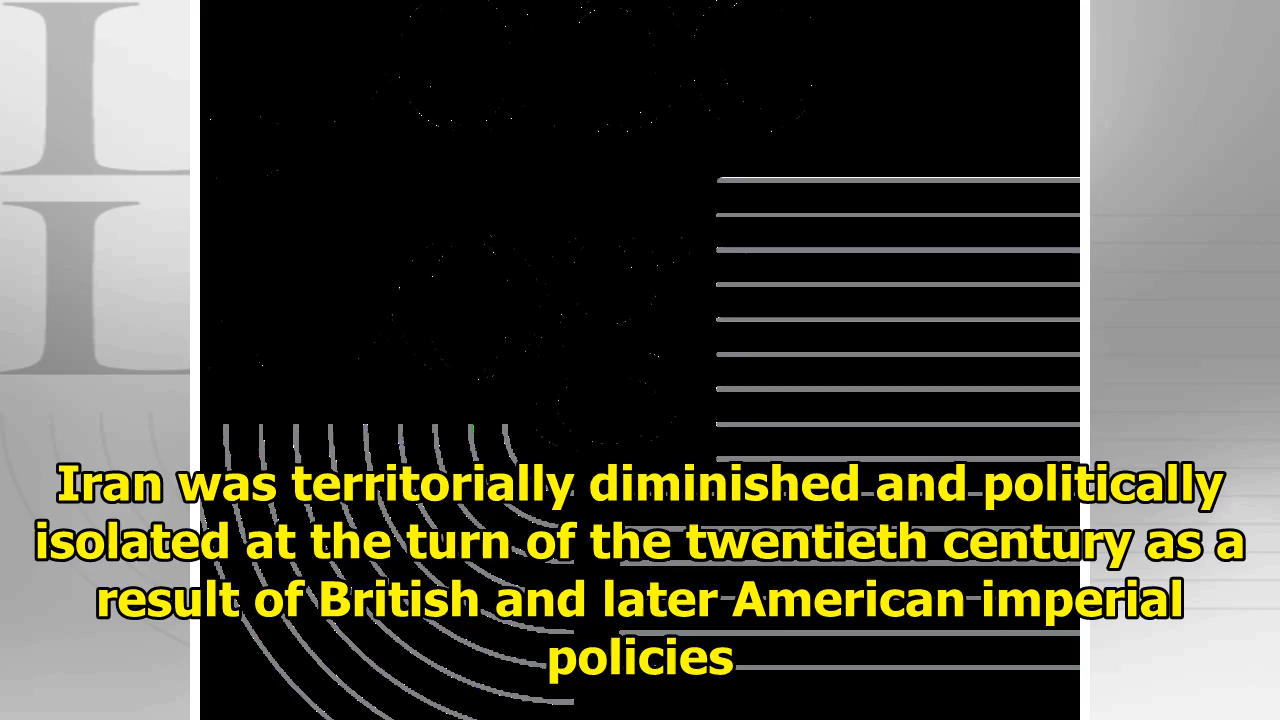 Iran was territorially diminished and politically
isolated at the turn of the twentieth century as a
result of British and later American imperial
policies